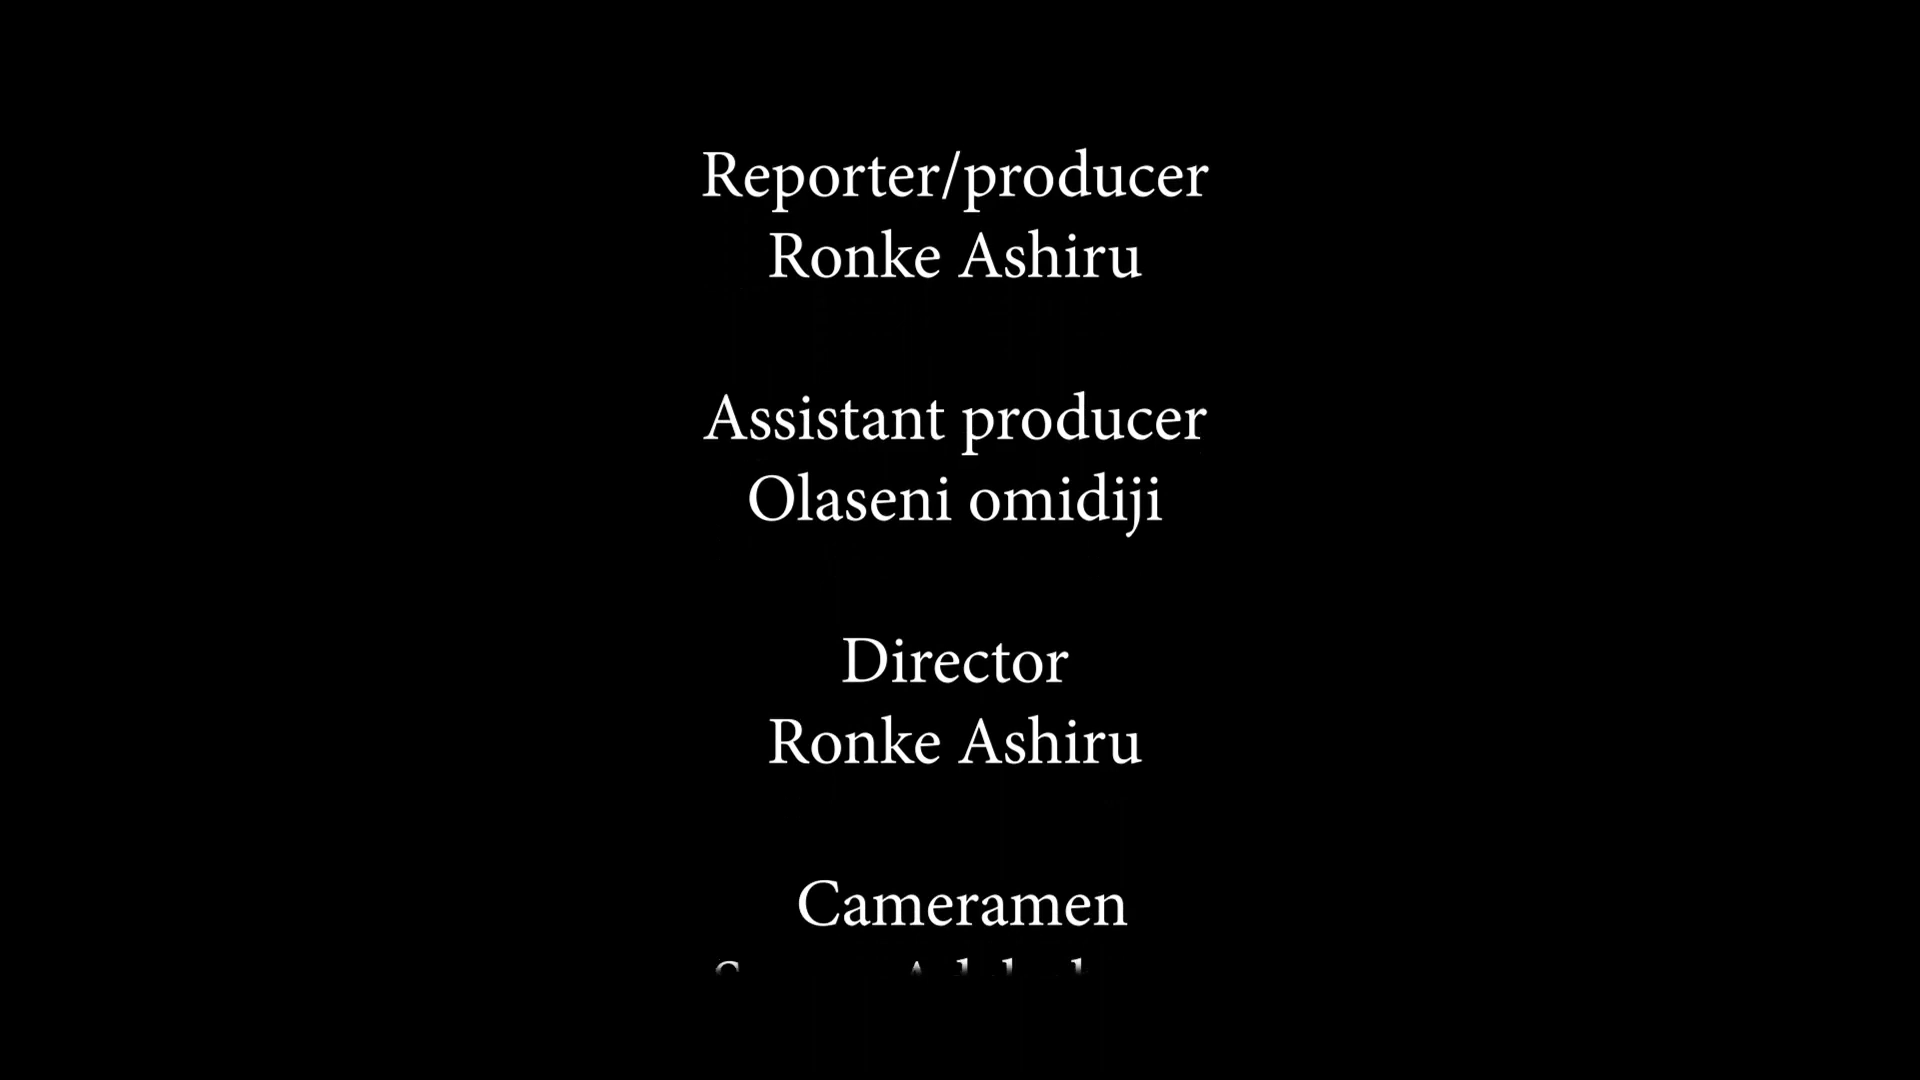 Reporter/producer
Ronke Ashiru
Assistant producer
Olaseni omidiji
Director
Ronke Ashiru
Cameramen